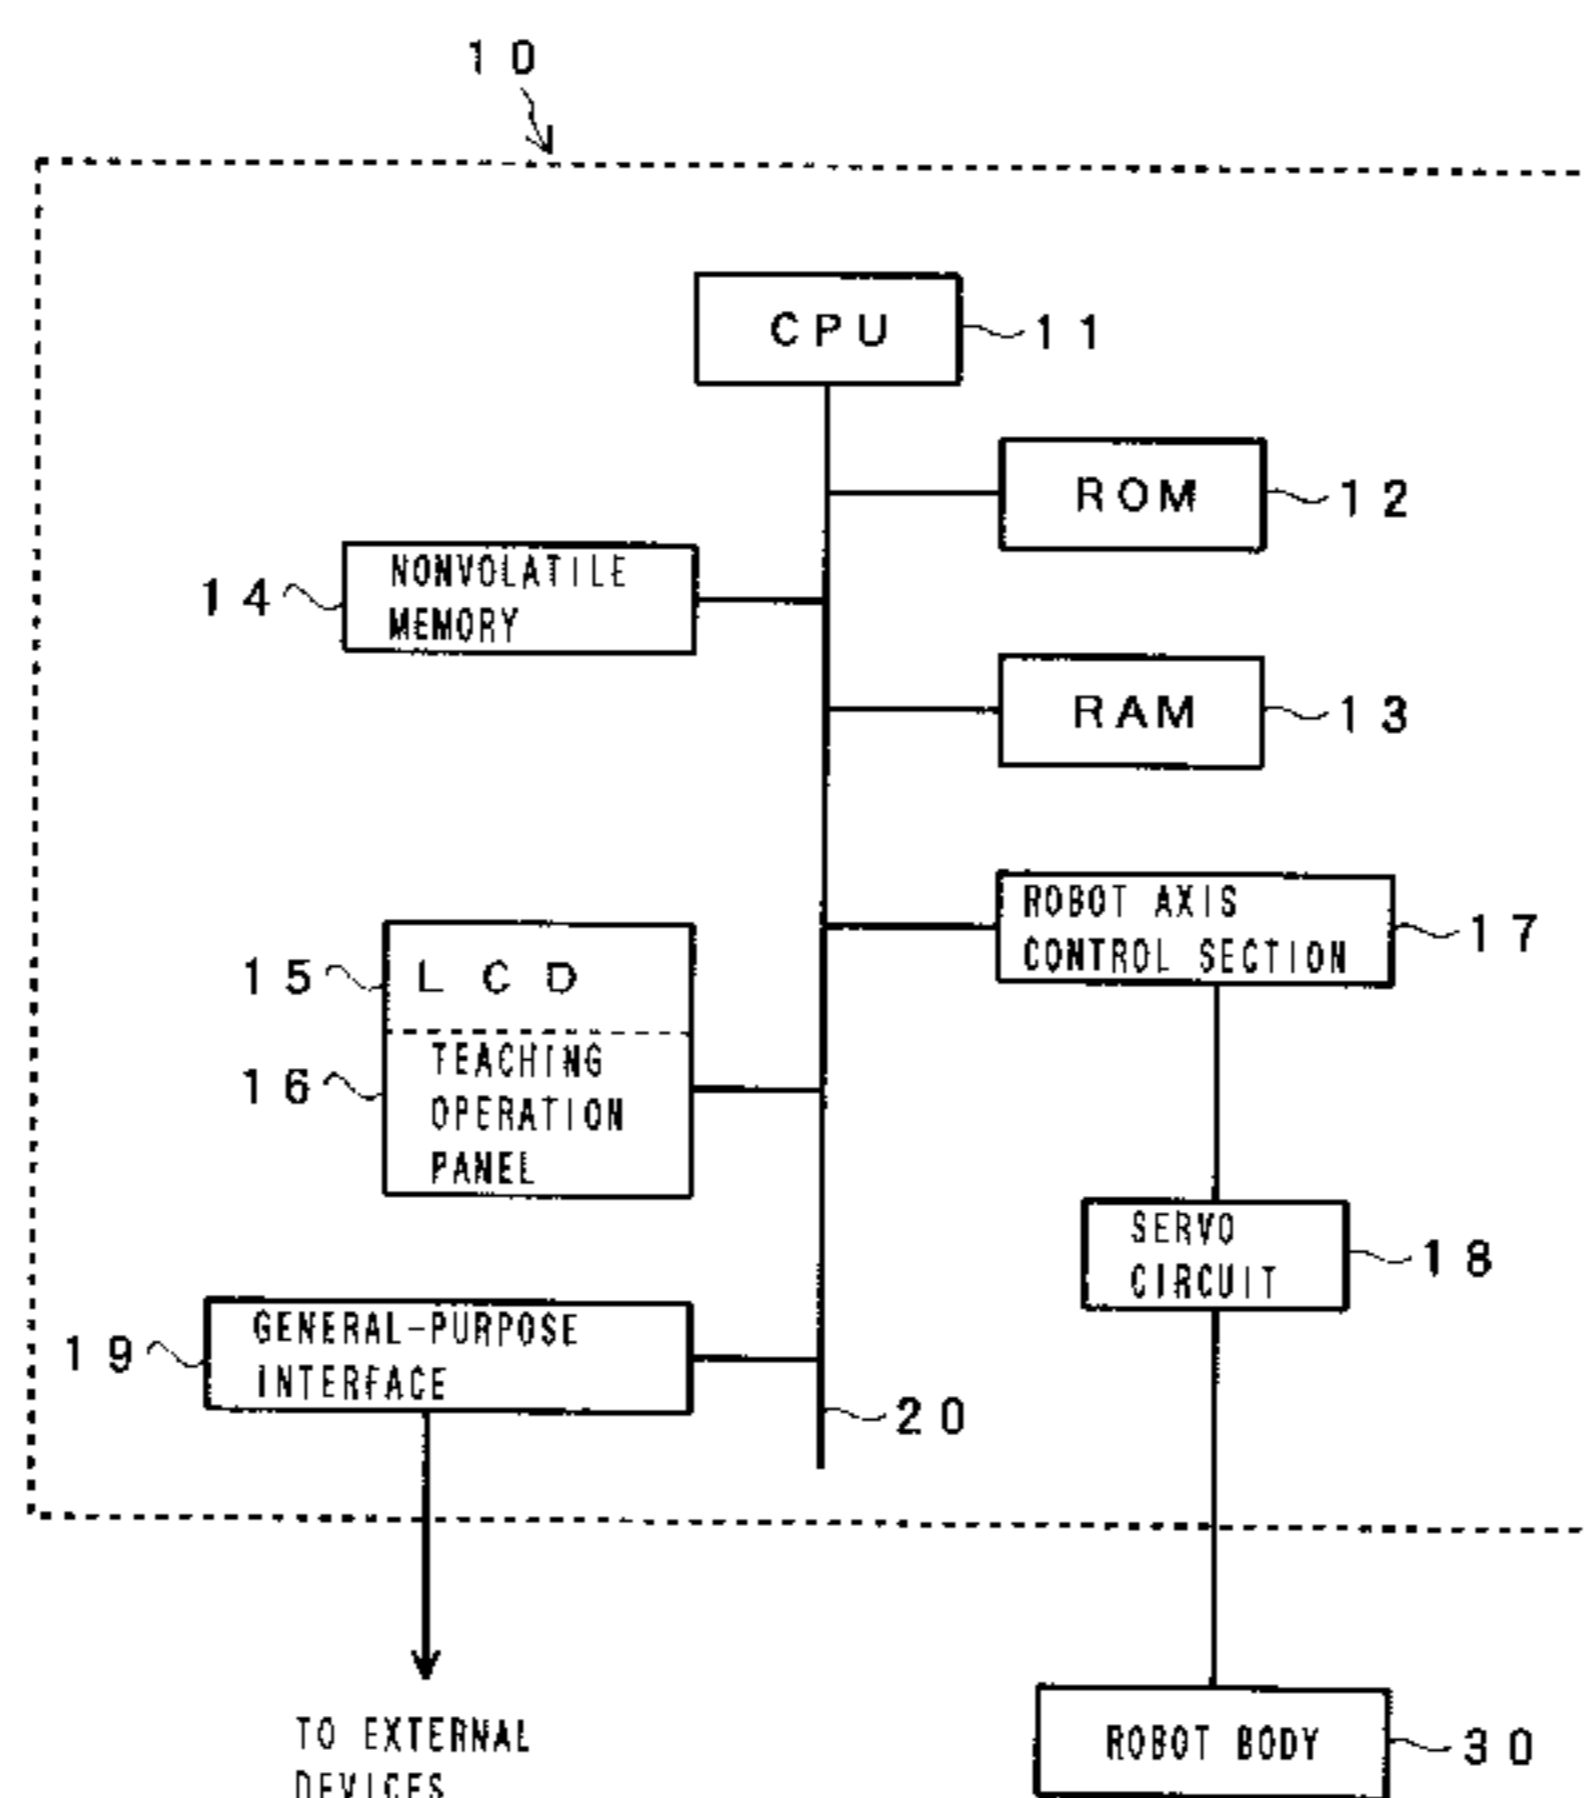 10
CPU
11
ROM
12
NONVOLATILE
MEMORY
14
RAM
13
ROBOT AXIS
CONTROL SECTION
17
15
LCD
16
TEACHING
OPERATION
PANEL
SERVO
CIRCUIT
18
19
GENERAL-PURPOSE
INTERFACE
20
TO EXTERNAL
DEVICES
ROBOT BODY
30